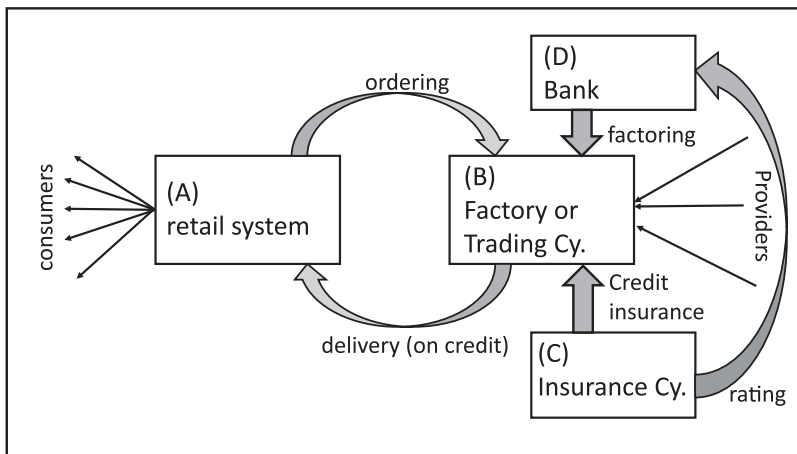 ordering
(D)
Bank
factoring
consumers
(A)
retail system
(B)
Factory or
Trading Cy.
Providers
Credit
insurance
delivery (on credit)
(C)
Insurance Cy.
rating